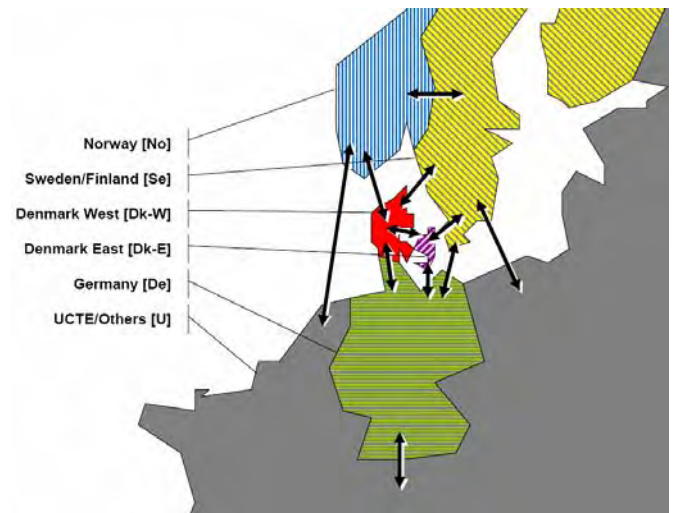 Norway [No]
Sweden/Finland [Se]
Denmark West [Dk-W]
Denmark East [Dk-E]
Germany [De]
UCTE/Others [U]